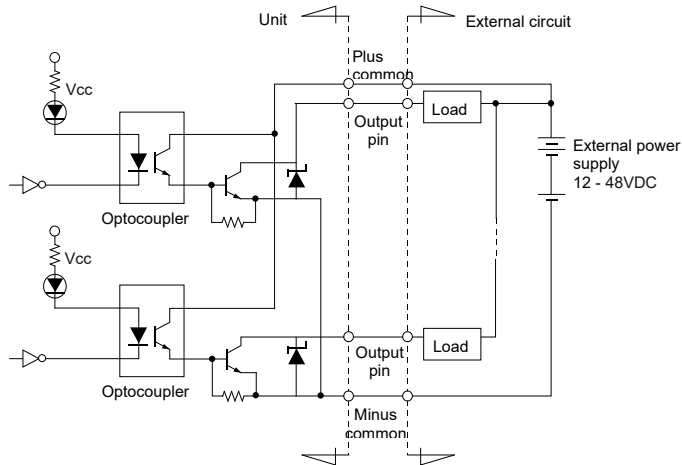 Unit
External circuit
Plus
common
Vcc
Load
Output
pin
External power
supply
12 - 48VDC
Optocoupler
Vcc
Load
Output
pin
Optocoupler
Minus
common